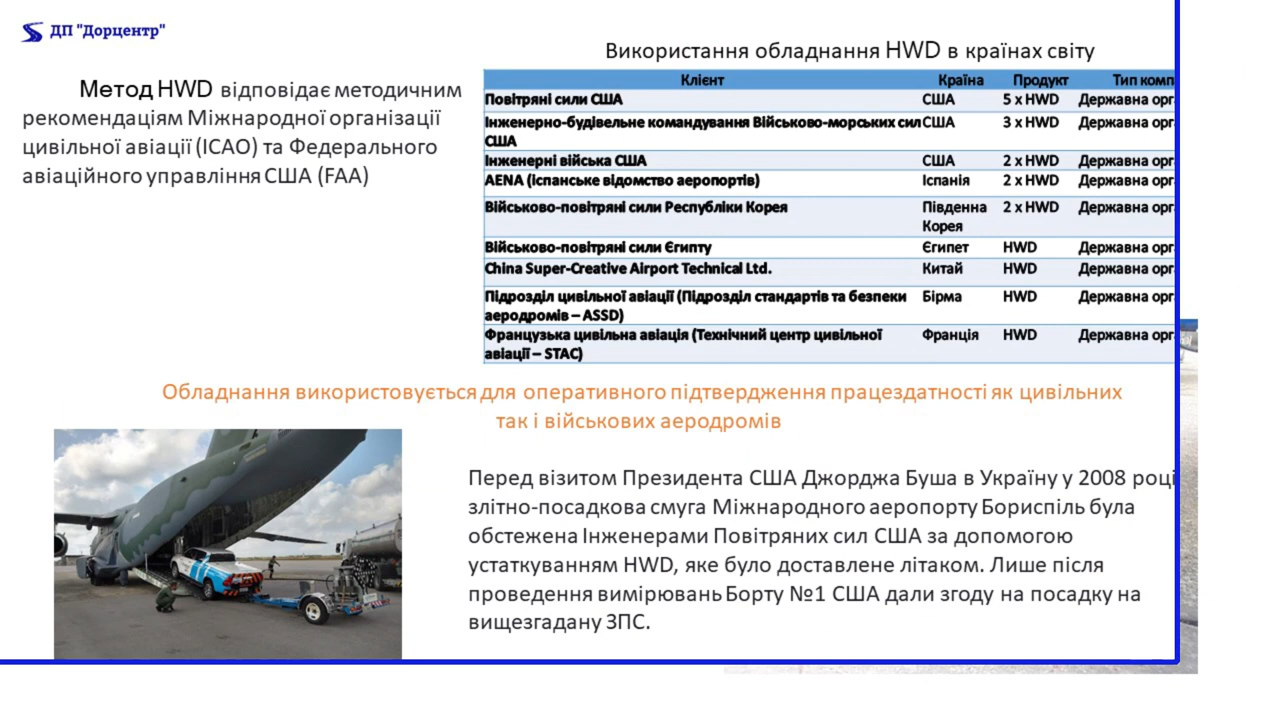 ДП "Дорцентр"
Метод HWD відповідає методичним
рекомендаціям Міжнародної організації
цивільної авіації (ICAO) та Федерального
авіаційного управління США (FAA)
Використання обладнання HWD в країнах світу
Клієнт Країна Продукт Тип комп
Повітряні сили США США 5 x HWD Державна орг
Інженерно-будівельне командування Військово-морських сил США 3 x HWD Державна орг
США
Інженерні війська США США 2 x HWD Державна орг
AENA (іспанське відомство аеропортів) Іспанія 2 x HWD Державна орг
Військово-повітряні сили Республіки Корея Південна 2 x HWD Державна орг
Корея
Військово-повітряні сили Єгипту Єгипет HWD Державна орг
China Super-Creative Airport Technical Ltd. Китай HWD Державна орг
Підрозділ цивільної авіації (Підрозділ стандартів та безпеки Бірма HWD Державна орг
аеродромів – ASSD)
Французька цивільна авіація (Технічний центр цивільної Франція HWD Державна орг
авіації – STAC)
Обладнання використовується для оперативного підтвердження працездатності як цивільних
так і військових аеродромів
Перед візитом Президента США Джорджа Буша в Україну у 2008 році
злітно-посадкова смуга Міжнародного аеропорту Бориспіль була
обстежена Інженерами Повітряних сил США за допомогою
устаткуванням HWD, яке було доставлене літаком. Лише після
проведення вимірювань Борту №1 США дали згоду на посадку на
вищезгадану ЗПС.